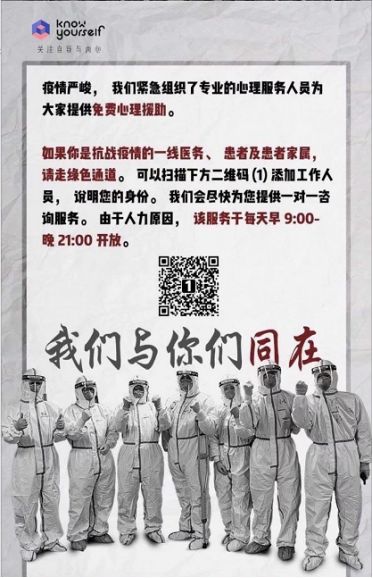 know
yourself
关注自我与内心
疫情严峻，我们紧急组织了专业的心理服务人员为
大家提供免费心理援助。
如果你是抗战疫情的一线医务、患者及患者家属，
请走绿色通道。可以扫描下方二维码(1)添加工作人
员，说明您的身份。我们会尽快为您提供一对一咨
询服务。由于人力原因，该服务于每天早 9:00-
晚 21:00 开放。
1
我们与你们同在